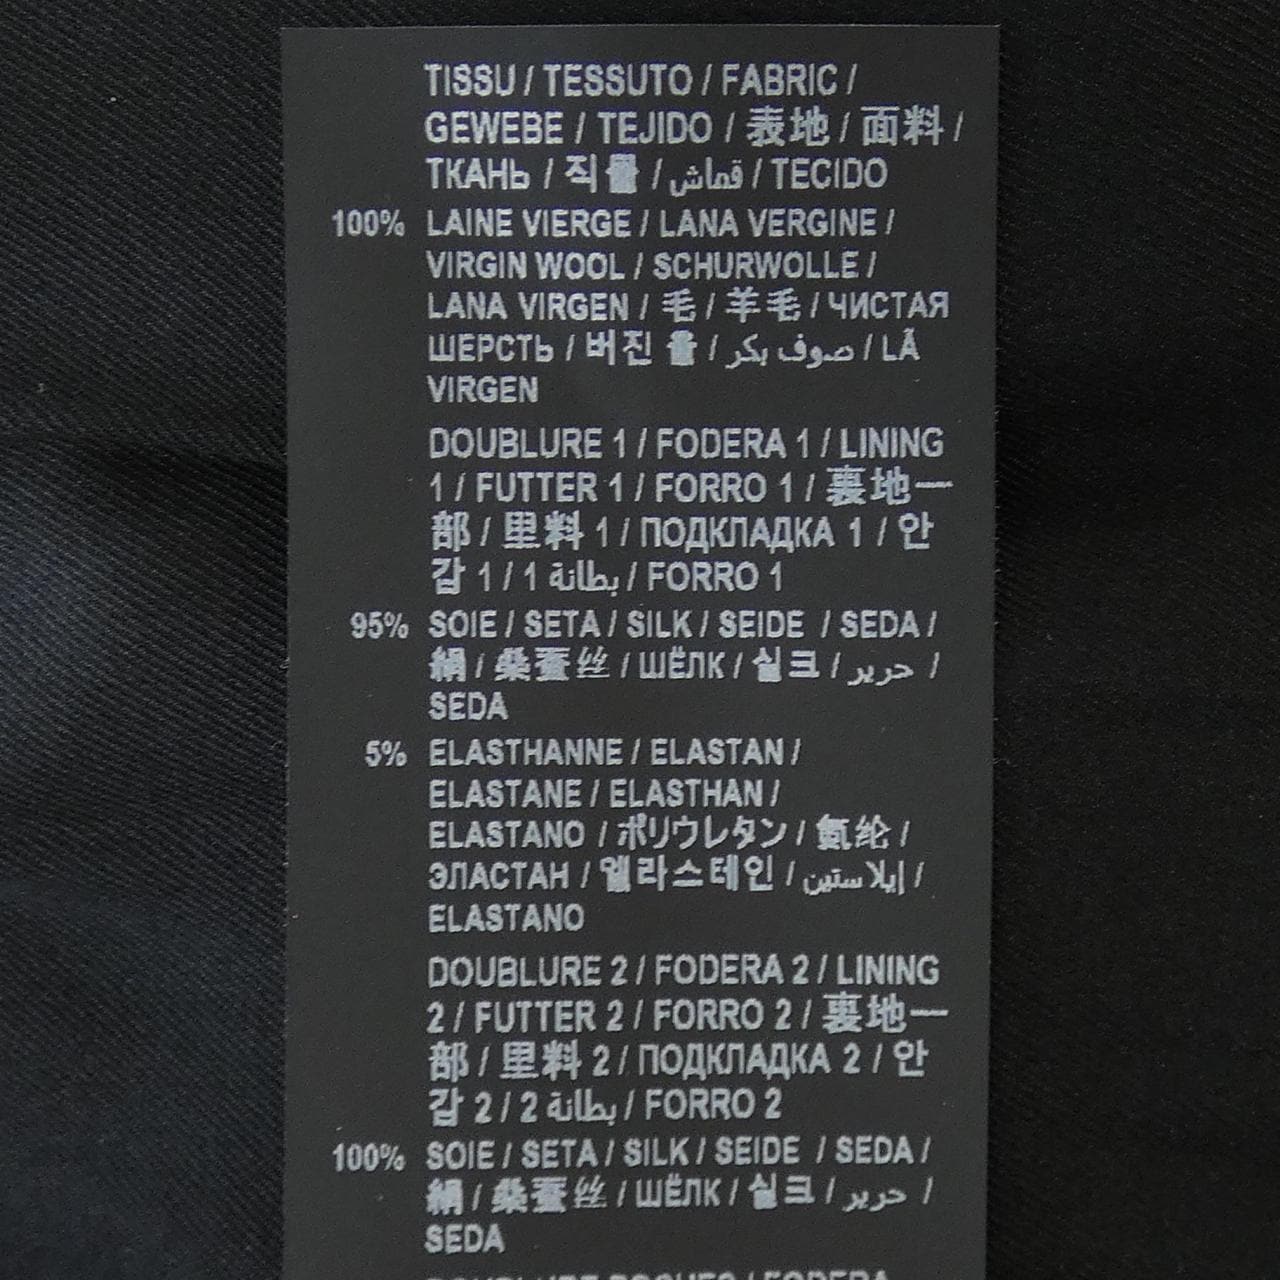 TISSU / TESSUTO / FABRIC /
GEWEBE / TEJIDO / 表地 / 面料 /
ТКАНЬ / 직물 / قماش / TECIDO
100% LAINE VIERGE / LANA VERGINE /
VIRGIN WOOL / SCHURWOLLE /
LANA VIRGEN / 毛 / 羊毛 / ЧИСТАЯ
ШЕРСТЬ / 버진 울 / صوف بكر / LÃ
VIRGEN
DOUBLURE 1 / FODERA 1 / LINING
1 / FUTTER 1 / FORRO 1 / 裏地一
部 / 里料 1 / ПОДКЛАДКА 1 / 안
감 1 / 1 بطانة / FORRO 1
95% SOIE / SETA / SILK / SEIDE / SEDA /
絹 / 桑蚕丝 / ШЁЛК / 실크 / حرير /
SEDA
5% ELASTHANNE / ELASTAN /
ELASTANE / ELASTHAN /
ELASTANO / ポリウレタン / 氨纶 /
ЭЛАСТАН / 엘라스테인 / إيلاستين /
ELASTANO
DOUBLURE 2 / FODERA 2 / LINING
2 / FUTTER 2 / FORRO 2 / 裏地一
部 / 里料 2 / ПОДКЛАДКА 2 / 안
감 2 / 2 بطانة / FORRO 2
100% SOIE / SETA / SILK / SEIDE / SEDA /
絹 / 桑蚕丝 / ШЁЛК / 실크 / حرير /
SEDA